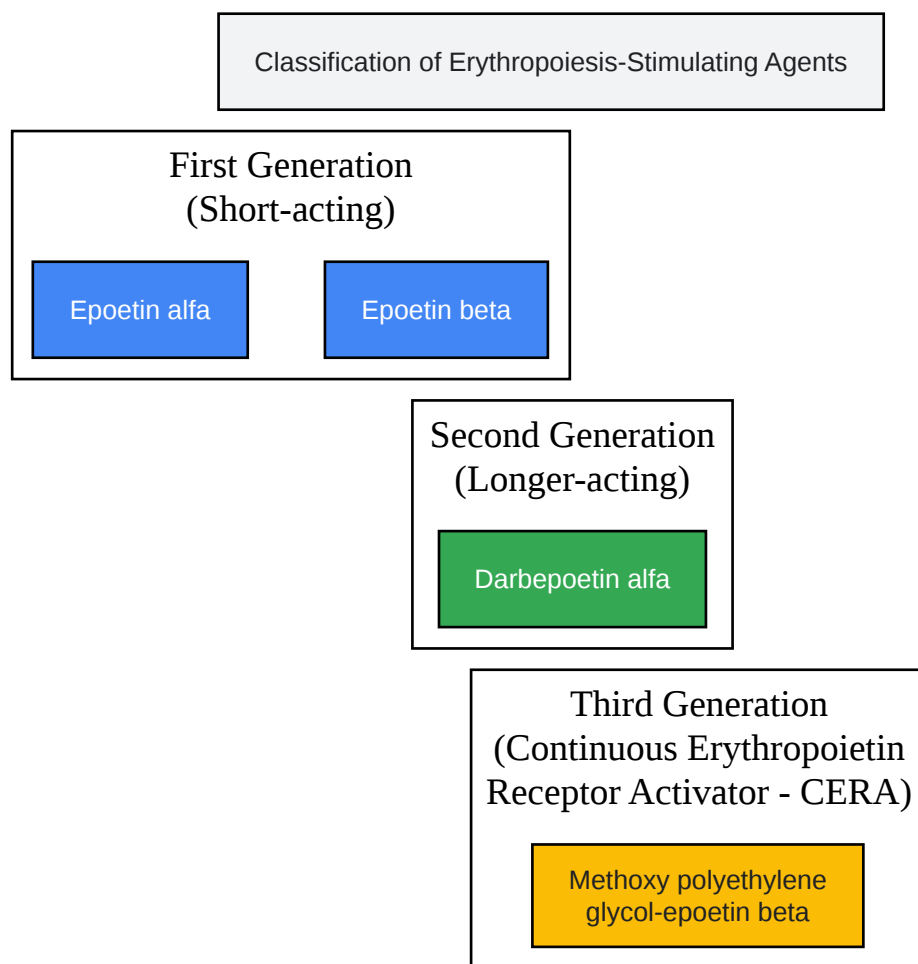 Classification of Erythropoiesis-Stimulating Agents
First Generation
(Short-acting)
Epoetin alfa
Epoetin beta
Second Generation
(Longer-acting)
Darbepoetin alfa
Third Generation
(Continuous Erythropoietin
Receptor Activator - CERA)
Methoxy polyethylene
glycol-epoetin beta